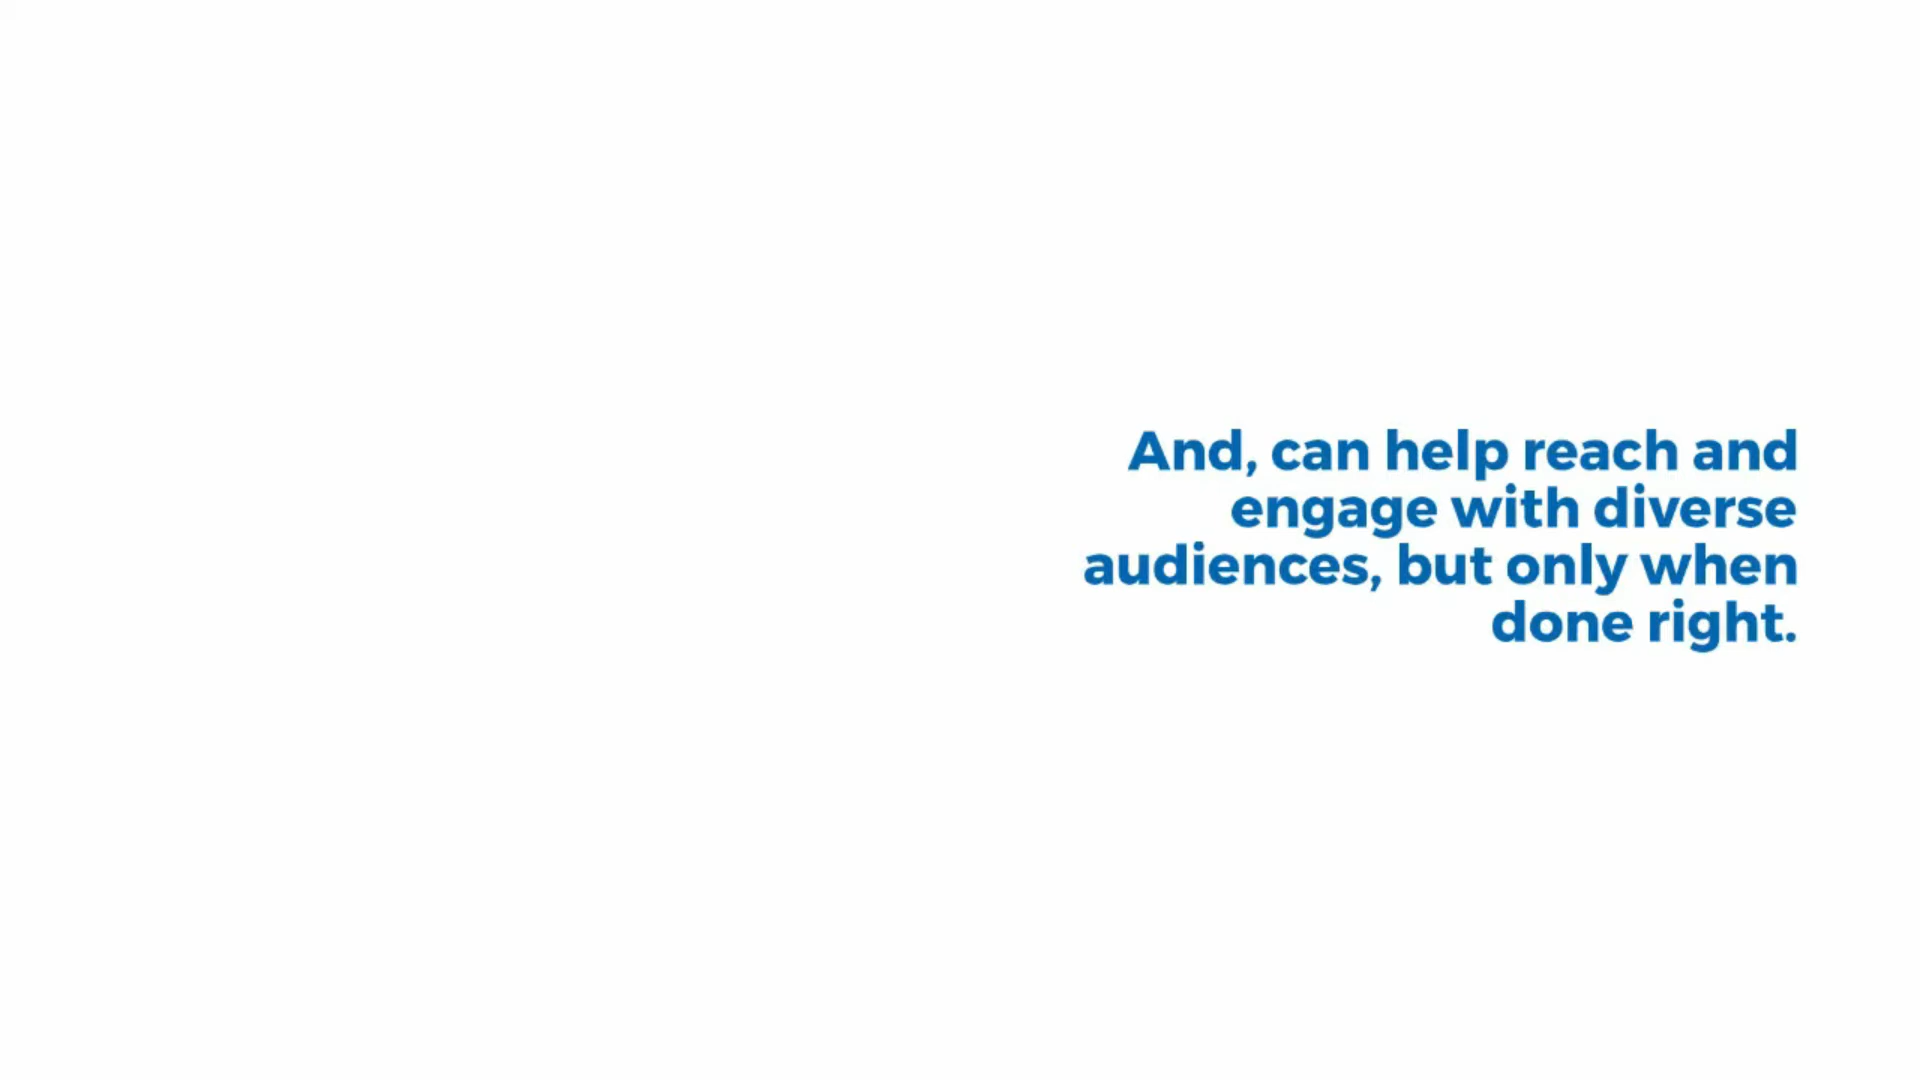 And, can help reach and
engage with diverse
audiences, but only when
done right.